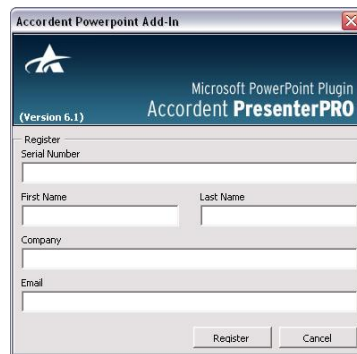 Accordent Powerpoint Add-In
Microsoft PowerPoint Plugin
(Version 6.1)
Accordent PresenterPRO
Register
Serial Number
First Name Last Name
Company
Email
Register Cancel